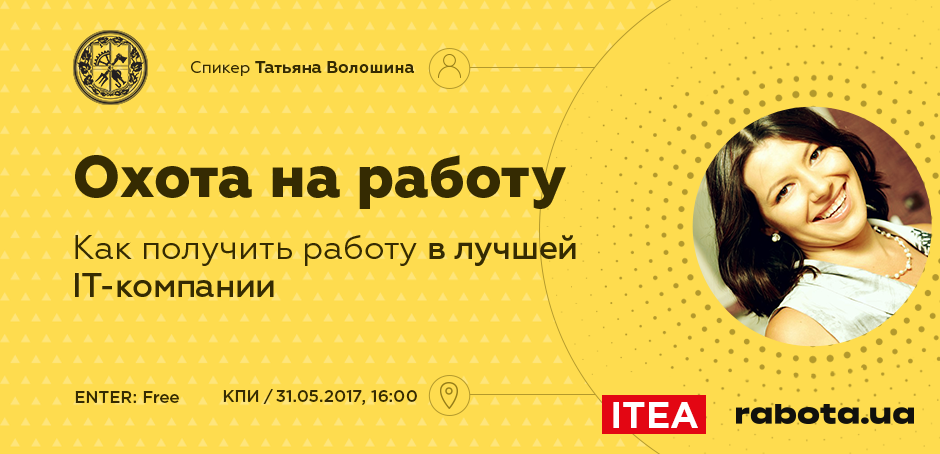 Спикер Татьяна Волошина
Охота на работу
Как получить работу в лучшей
IT-компании
ENTER: Free
КПИ / 31.05.2017, 16:00
ITEA
rabota.ua